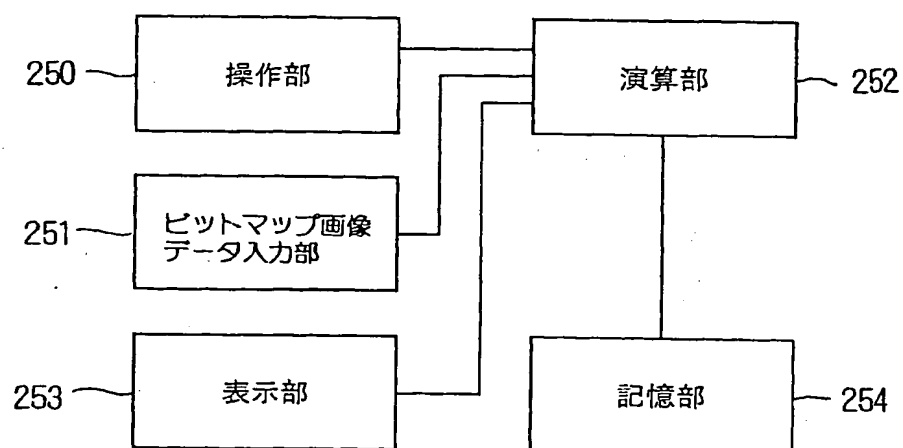 250
操作部
演算部
252
251
ビットマップ画像
データ入力部
253
表示部
記憶部
254